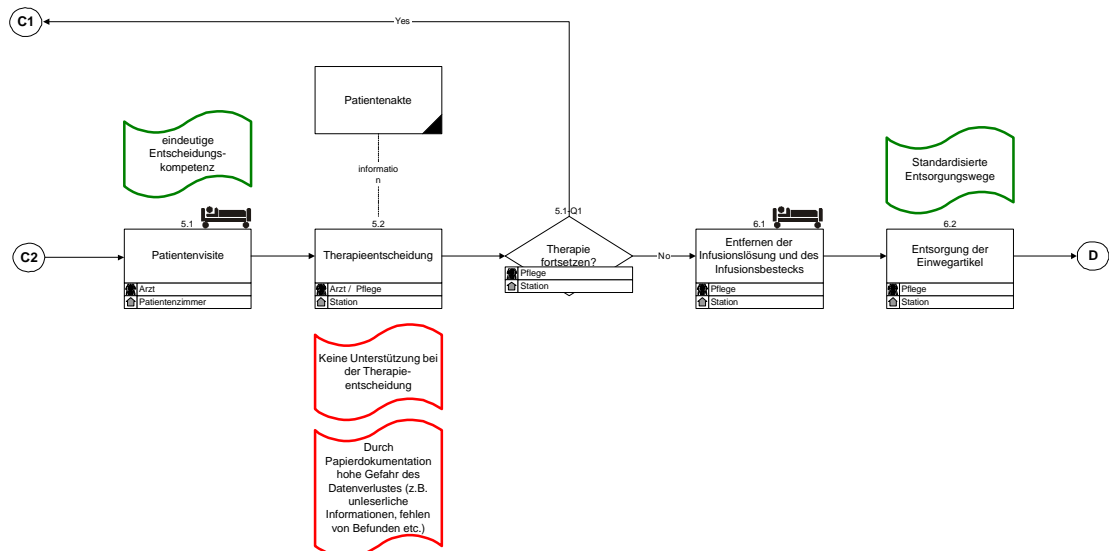 C1
Yes
Patientenakte
eindeutige
Entscheidungs-
kompetenz
informatio
n
Standardisierte
Entsorgungswege
5.1
5.2
5.1-Q1
6.1
6.2
C2
Patientenvisite
Arzt
Patientenzimmer
Therapieentscheidung
Arzt / Pflege
Station
Therapie
fortsetzen?
Pflege
Station
No
Entfernen der
Infusionslösung und des
Infusionsbestecks
Pflege
Station
Entsorgung der
Einwegartikel
Pflege
Station
D
Keine Unterstützung bei
der Therapie-
entscheidung
Durch
Papierdokumentation
hohe Gefahr des
Datenverlustes (z.B.
unleserliche
Informationen, fehlen
von Befunden etc.)